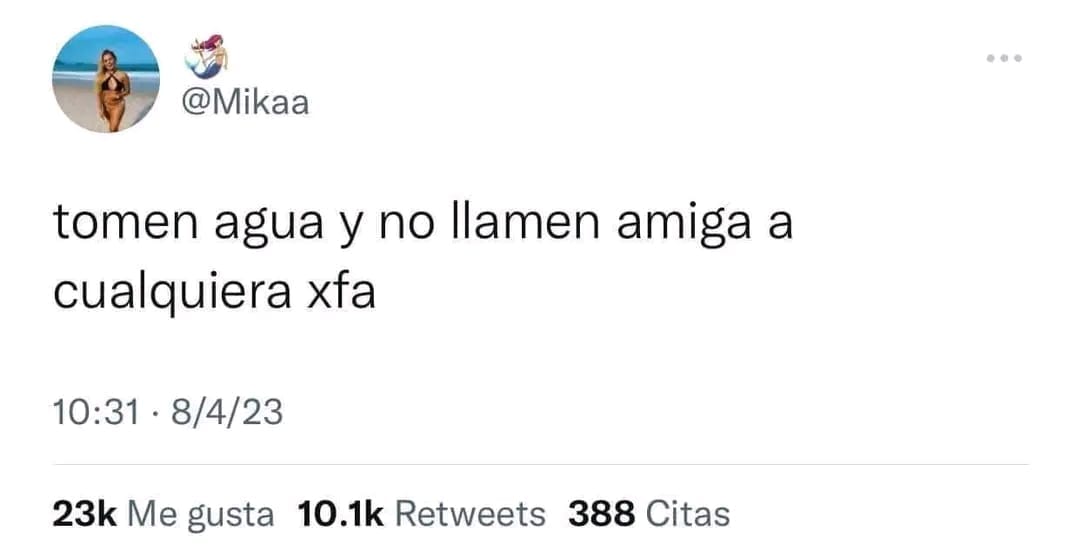 @Mikaa
tomen agua y no llamen amiga a
cualquiera xfa
10:31 · 8/4/23
23k Me gusta 10.1k Retweets 388 Citas